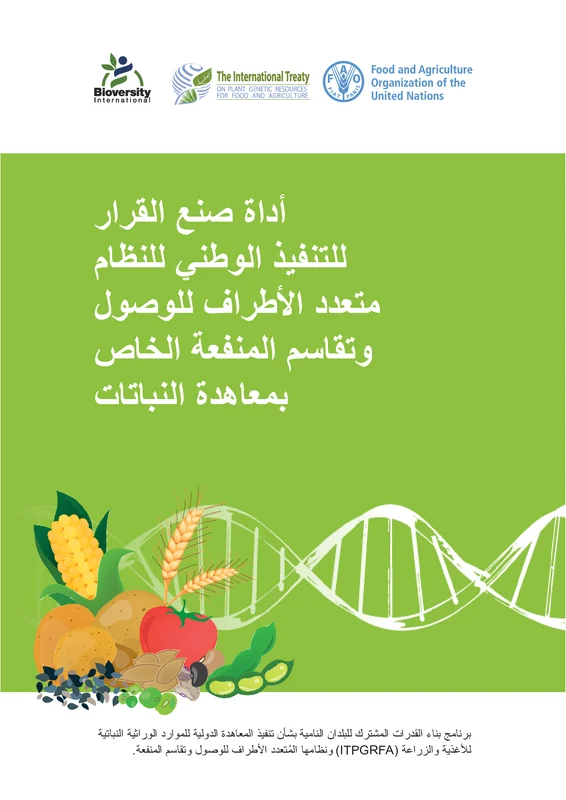 Bioversity
International
The International Treaty
ON PLANT GENETIC RESOURCES
FOR FOOD AND AGRICULTURE
FAO
FIAT PANIS
Food and Agriculture
Organization of the
United Nations
أداة صنع القرار
للتنفيذ الوطني للنظام
متعدد الأطراف للوصول
وتقاسم المنفعة الخاص
بمعاهدة النباتات
برنامج بناء القدرات المشترك للبلدان النامية بشأن تنفيذ المعاهدة الدولية للموارد الوراثية النباتية
للأغذية والزراعة (ITPGRFA) ونظامها المُتعدد الأطراف للوصول وتقاسم المنفعة.